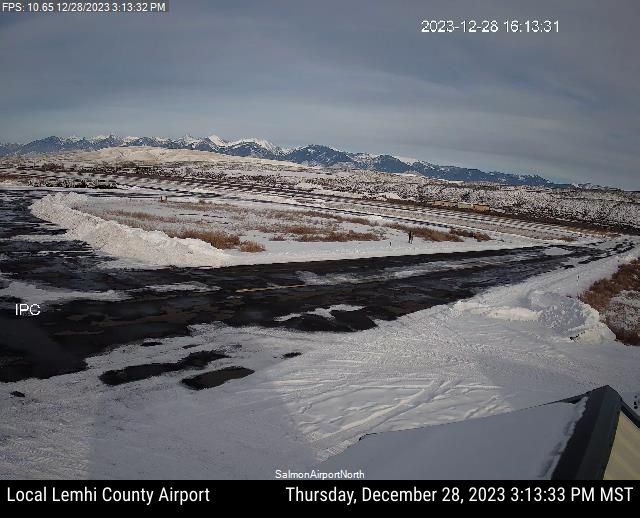 FPS: 10.65 12/28/2023 3:13:32 PM
2023-12-28 16:13:31
IPC
SalmonAirportNorth
Local Lemhi County Airport
Thursday, December 28, 2023 3:13:33 PM MST